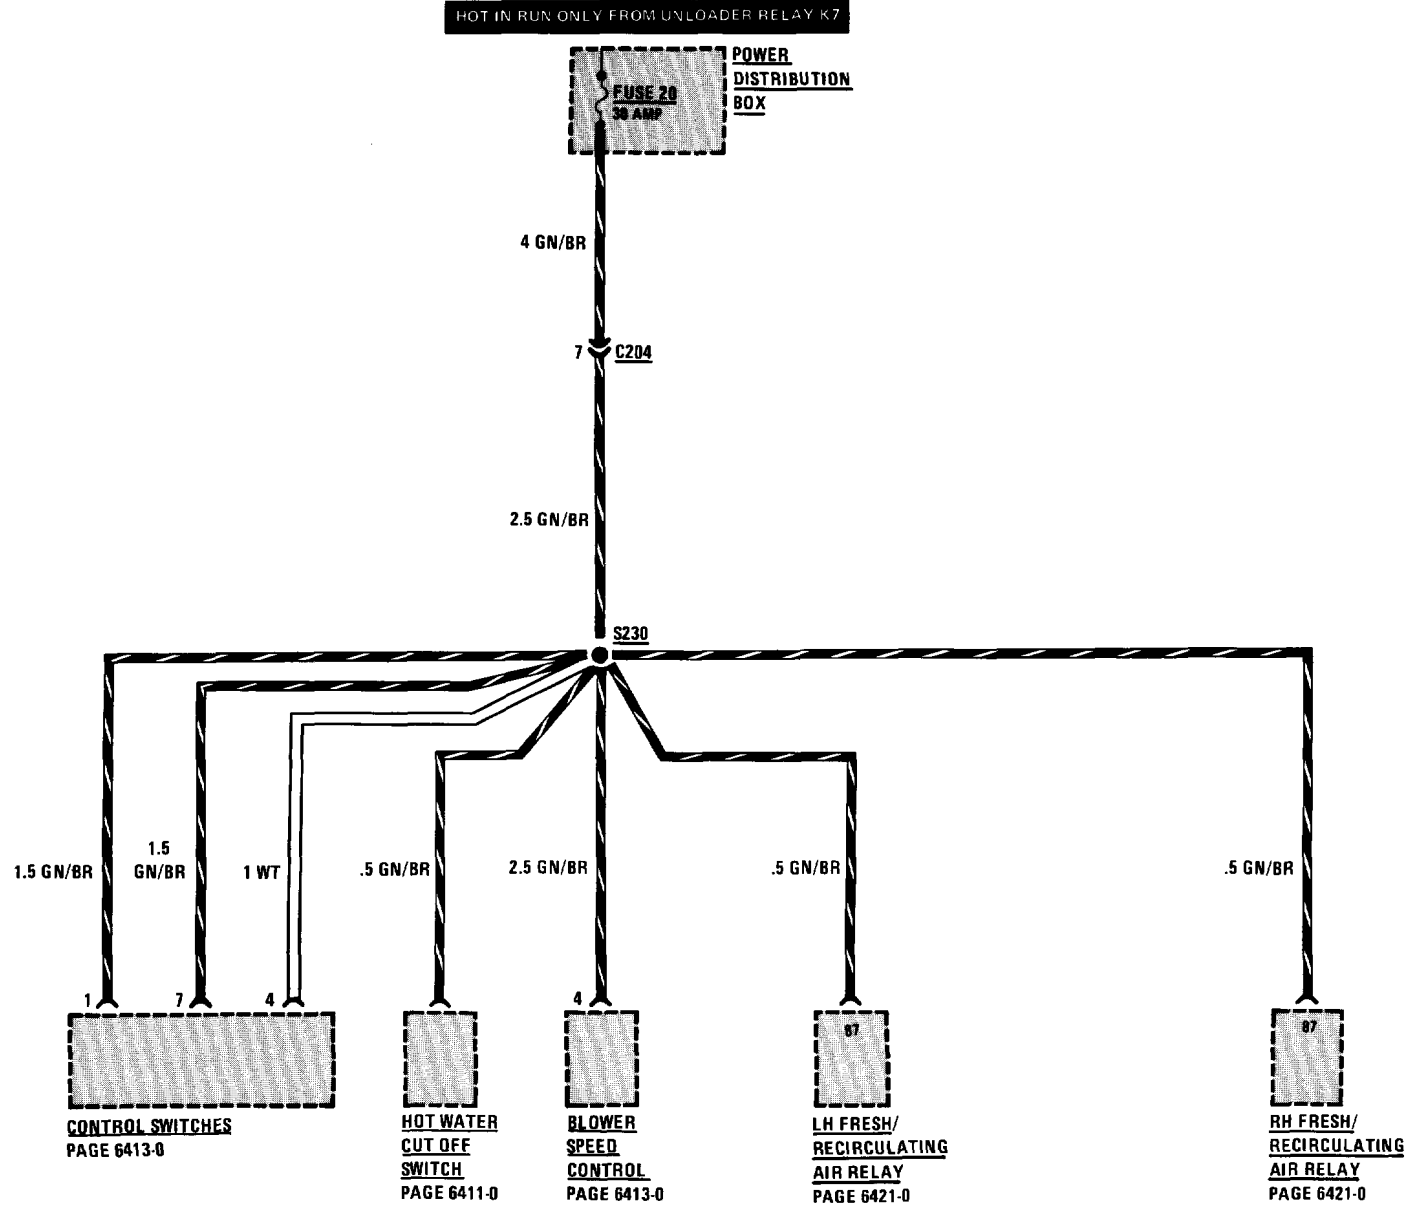 HOT IN RUN ONLY FROM UNLOADER RELAY K7
POWER
DISTRIBUTION
BOX
FUSE 20
30 AMP
4 GN/BR
7
C204
2.5 GN/BR
S230
1.5 GN/BR
1.5
GN/BR
1 WT
.5 GN/BR
2.5 GN/BR
.5 GN/BR
.5 GN/BR
1
7
4
4
87
87
CONTROL SWITCHES
PAGE 6413-0
HOT WATER
CUT OFF
SWITCH
PAGE 6411-0
BLOWER
SPEED
CONTROL
PAGE 6413-0
LH FRESH/
RECIRCULATING
AIR RELAY
PAGE 6421-0
RH FRESH/
RECIRCULATING
AIR RELAY
PAGE 6421-0